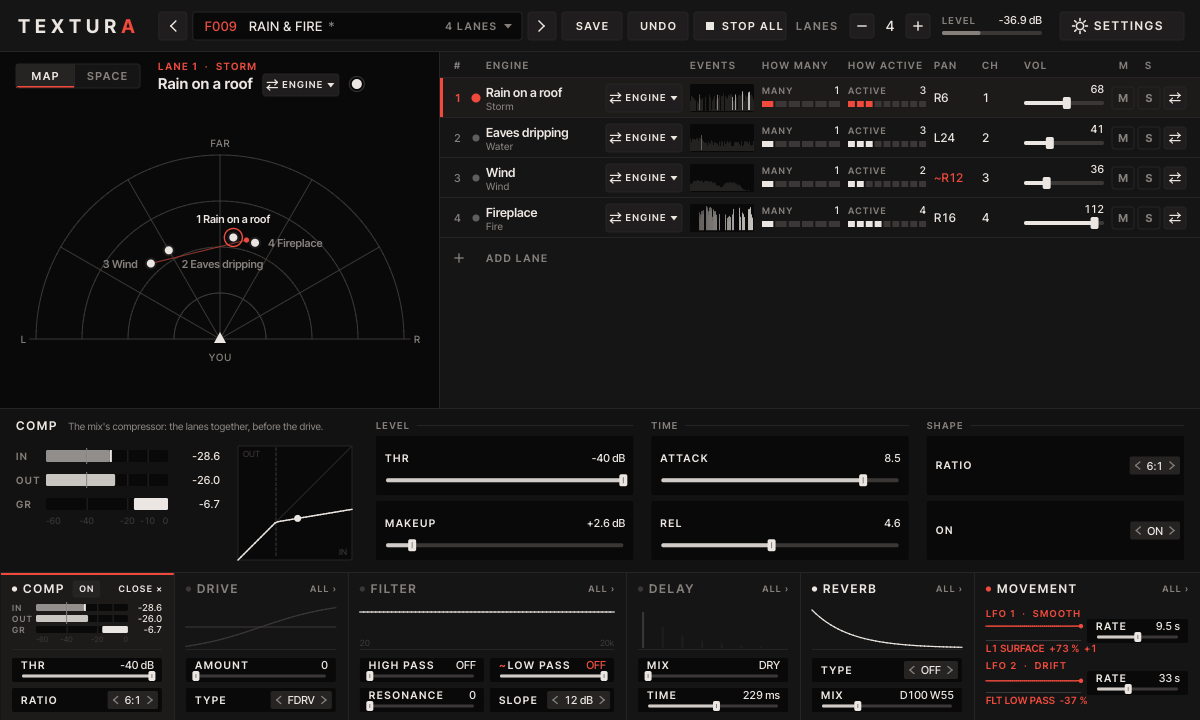 TEXTURA
F009 RAIN & FIRE *
4 LANES
SAVE
UNDO
STOP ALL
LANES
4
LEVEL -36.9 dB
SETTINGS
MAP
SPACE
LANE 1 · STORM
Rain on a roof
ENGINE
FAR
1 Rain on a roof
4 Fireplace
3 Wind
2 Eaves dripping
L
R
YOU
# ENGINE EVENTS HOW MANY HOW ACTIVE PAN CH VOL M S
1 Rain on a roof ENGINE MANY 1 ACTIVE 3 R6 1 68 M S
Storm
2 Eaves dripping ENGINE MANY 1 ACTIVE 3 L24 2 41 M S
Water
3 Wind ENGINE MANY 1 ACTIVE 2 ~R12 3 36 M S
Wind
4 Fireplace ENGINE MANY 1 ACTIVE 4 R16 4 112 M S
Fire
+ ADD LANE
COMP The mix's compressor: the lanes together, before the drive.
IN -28.6
OUT -26.0
GR -6.7
-60 -40 -20 -10 0
OUT
IN
LEVEL
THR -40 dB
MAKEUP +2.6 dB
TIME
ATTACK 8.5
REL 4.6
SHAPE
RATIO < 6:1 >
ON < ON >
COMP ON CLOSE ×
IN -28.6
OUT -26.0
GR -6.7
-60 -40 -20 0
THR -40 dB
RATIO < 6:1 >
DRIVE ALL ›
AMOUNT 0
TYPE < FDRV >
FILTER ALL ›
20 20k
HIGH PASS OFF
~LOW PASS OFF
RESONANCE 0
SLOPE < 12 dB >
DELAY ALL ›
MIX DRY
TIME 229 ms
REVERB ALL ›
TYPE < OFF >
MIX D100 W55
MOVEMENT ALL ›
LFO 1 · SMOOTH
RATE 9.5 s
L1 SURFACE +73 % +1
LFO 2 · DRIFT
RATE 33 s
FLT LOW PASS -37 %